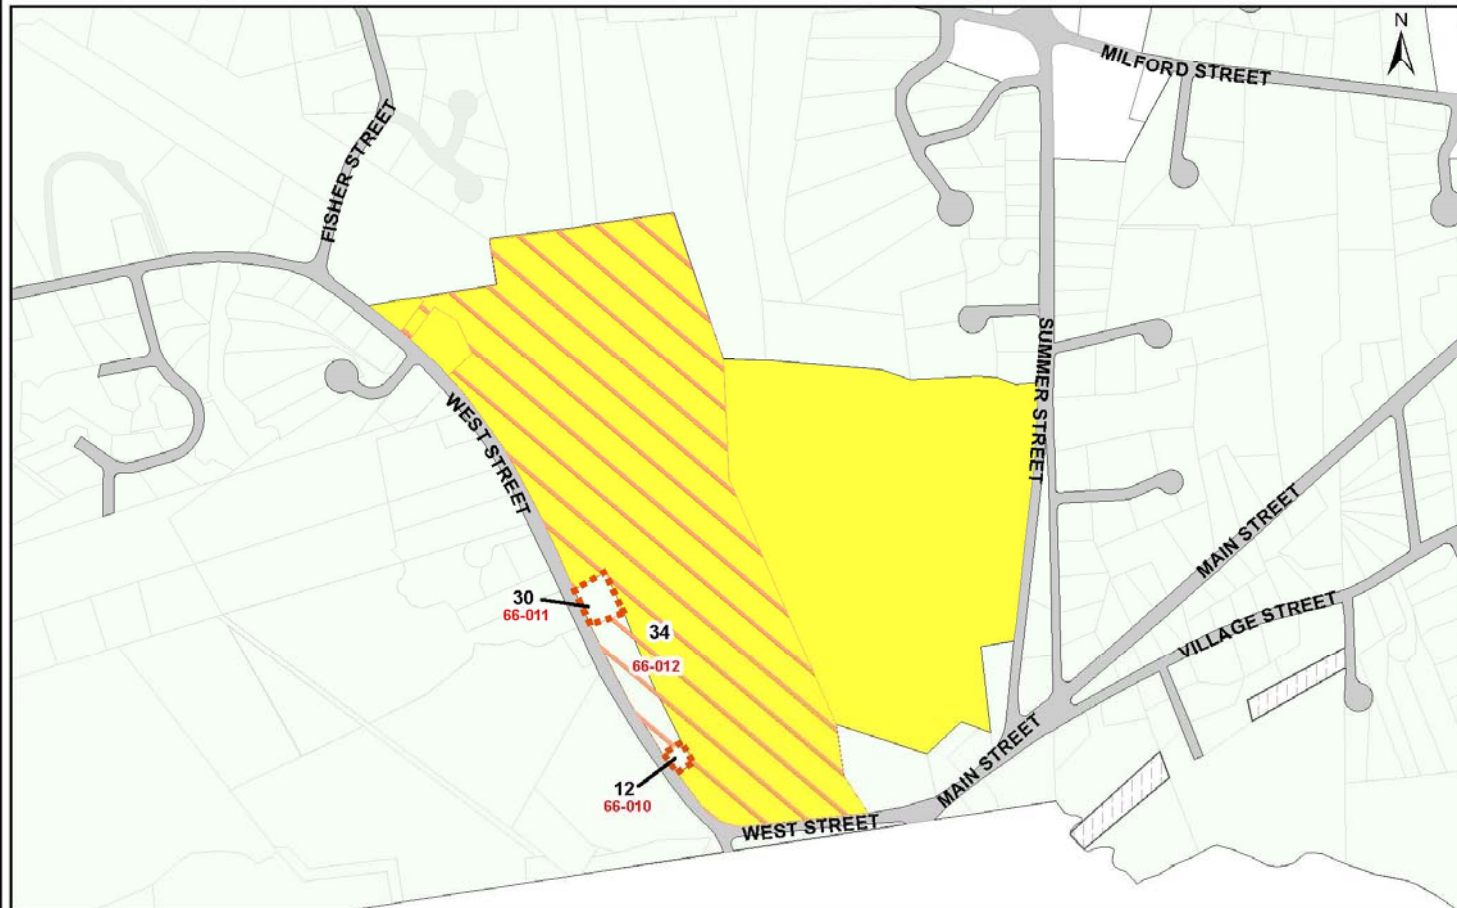 N
MILFORD STREET
FISHER STREET
SUMMER STREET
WEST STREET
MAIN STREET
30
66-011
34
66-012
VILLAGE STREET
MAIN STREET
12
66-010
WEST STREET